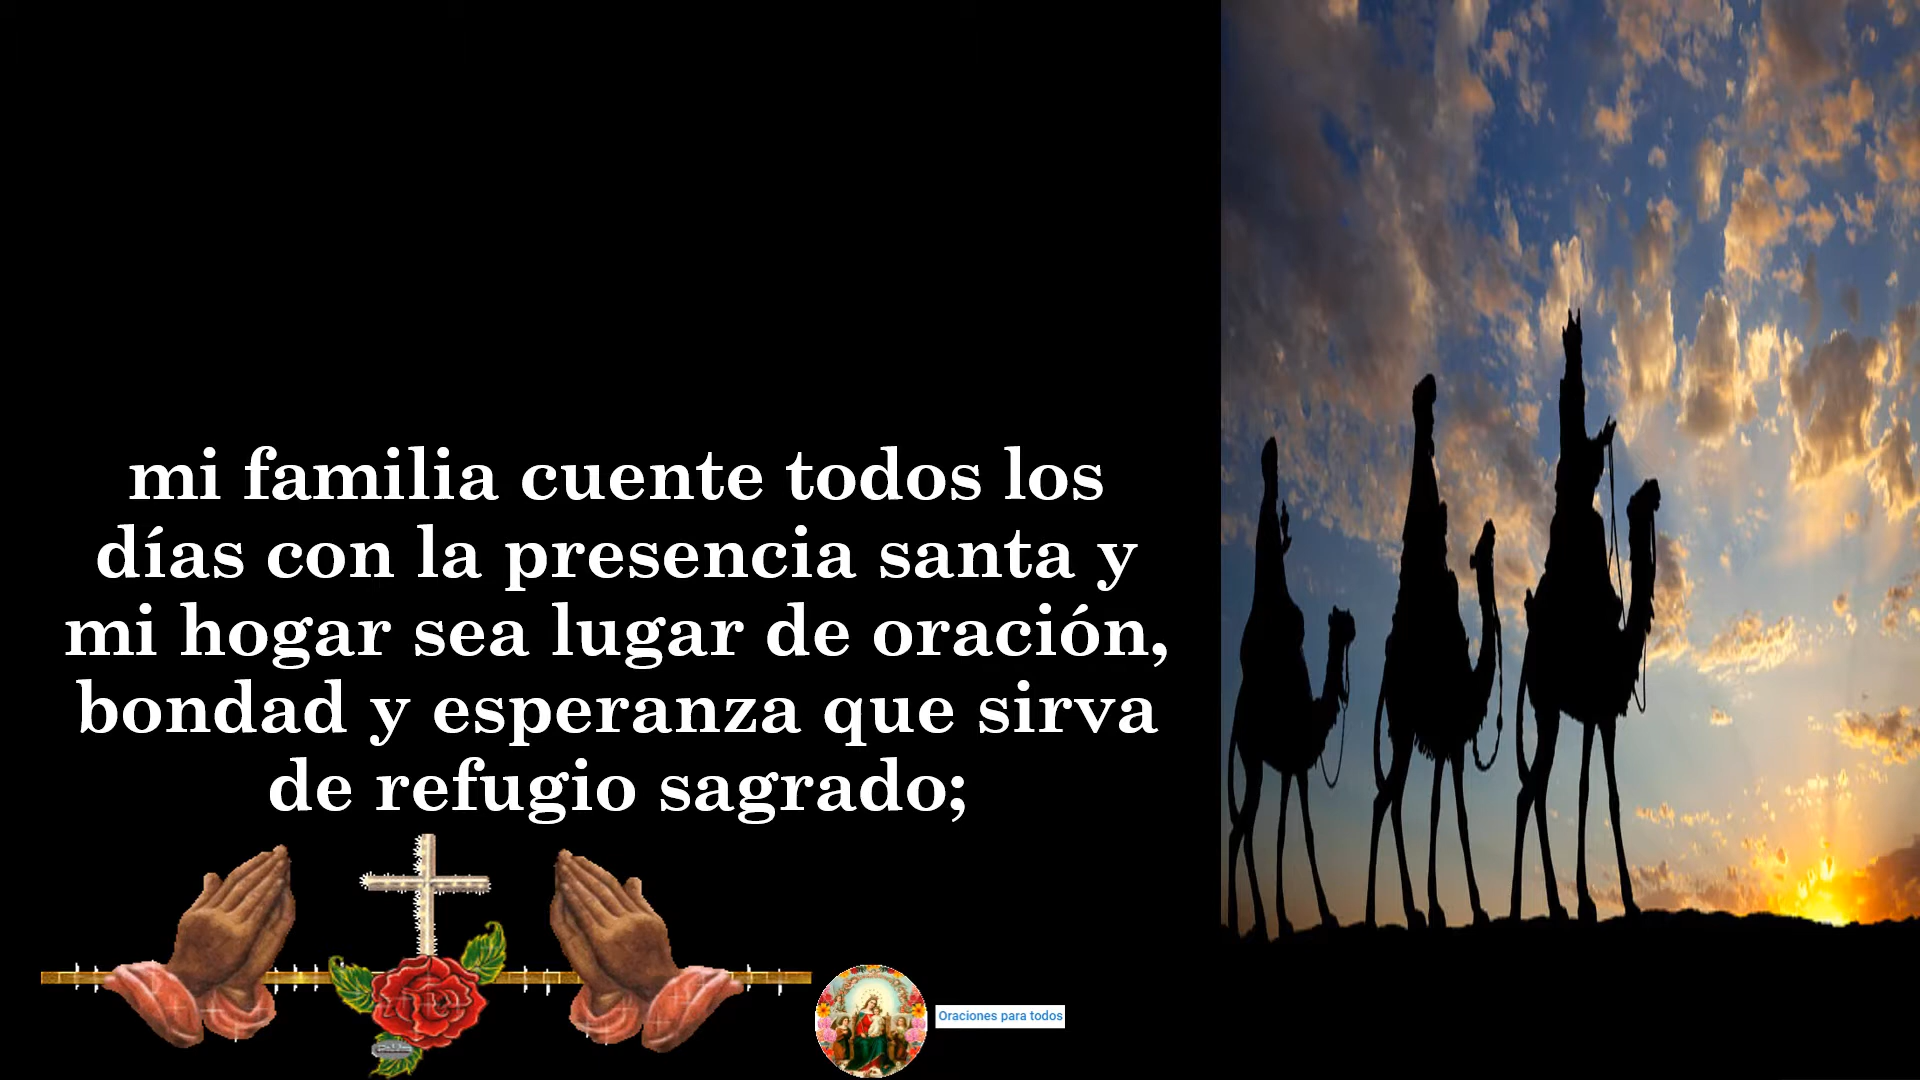 mi familia cuente todos los
días con la presencia santa y
mi hogar sea lugar de oración,
bondad y esperanza que sirva
de refugio sagrado;
Oraciones para todos